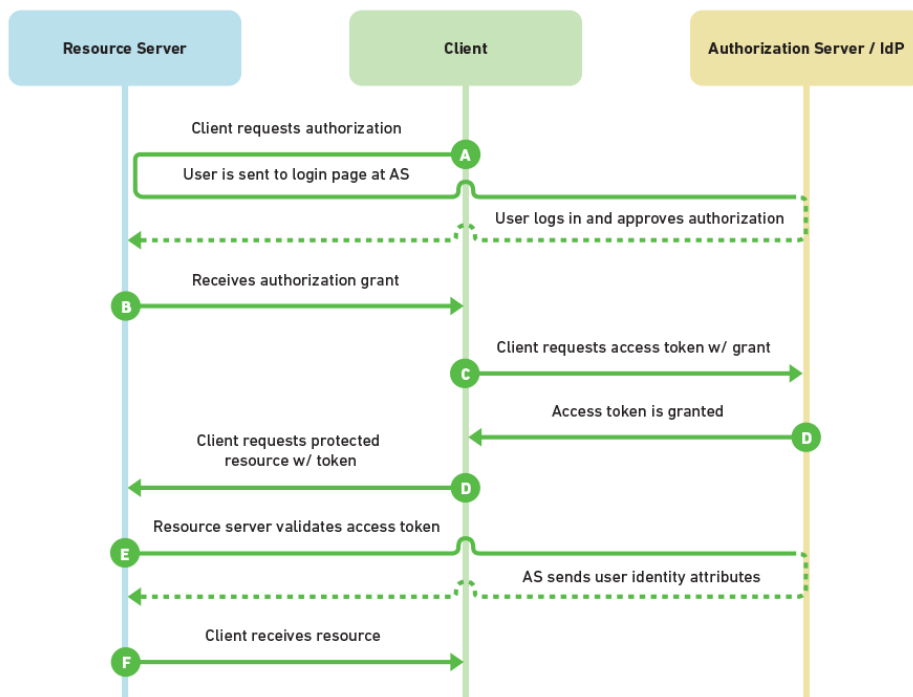 Resource Server
Client
Authorization Server / IdP
Client requests authorization
A
User is sent to login page at AS
User logs in and approves authorization
Receives authorization grant
B
Client requests access token w/ grant
C
Access token is granted
D
Client requests protected
resource w/ token
D
Resource server validates access token
E
AS sends user identity attributes
Client receives resource
F